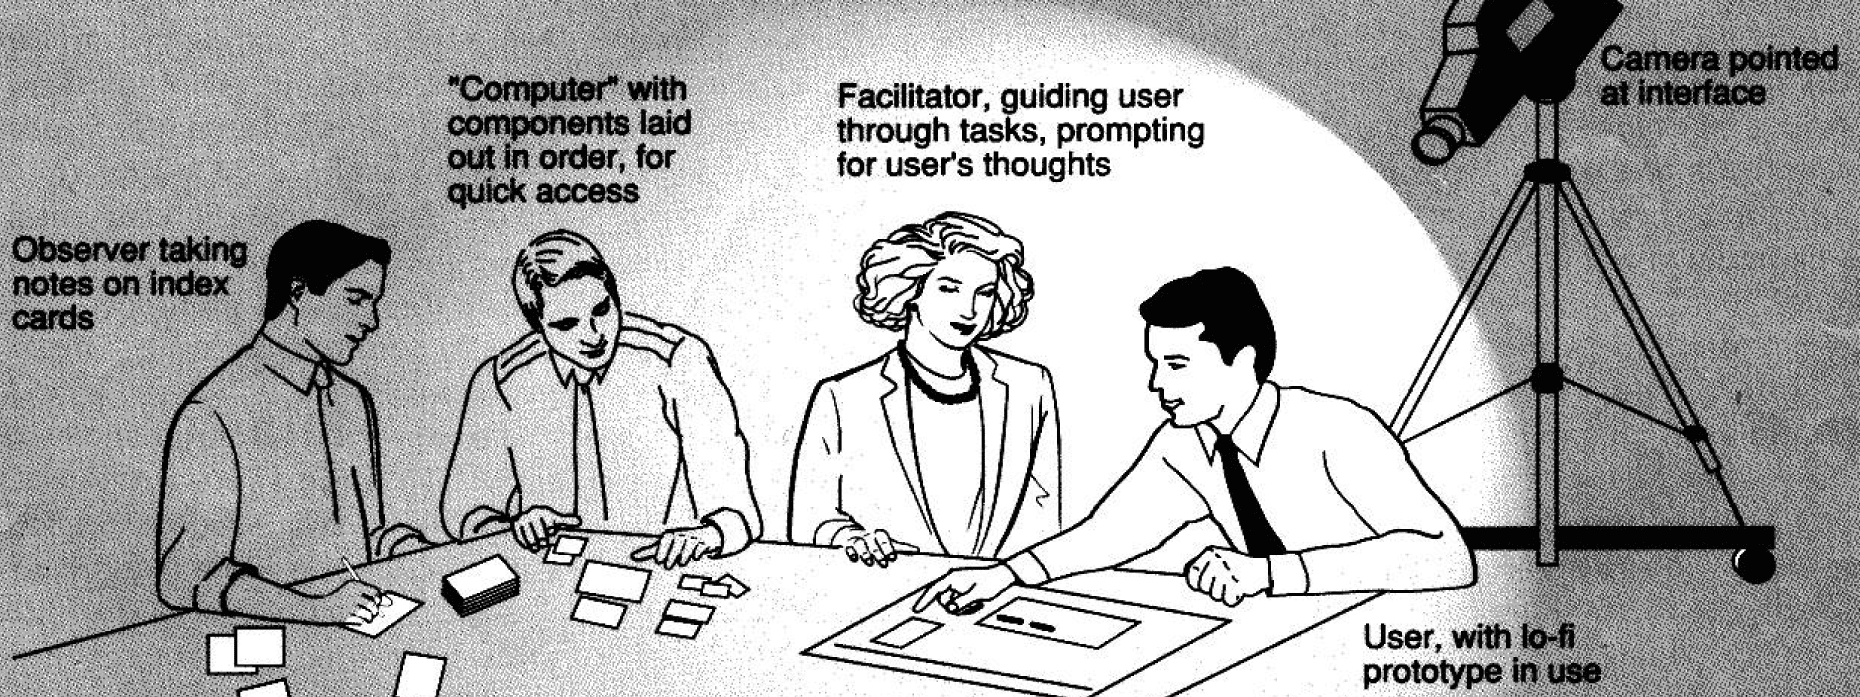 "Computer" with
components laid
out in order, for
quick access
Facilitator, guiding user
through tasks, prompting
for user's thoughts
Camera pointed
at interface
Observer taking
notes on index
cards
User, with lo-fi
prototype in use